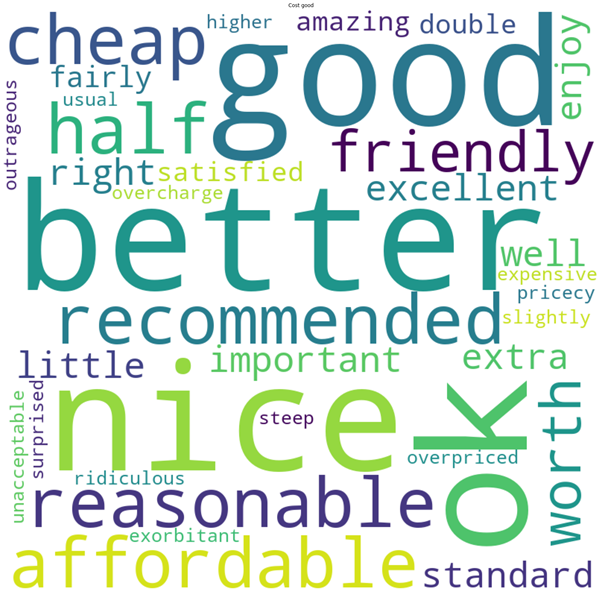 Cost good
higher amazing double
cheap good enjoy
fairly
usual
outrageous half friendly
right satisfied excellent
overcharge
better well
expensive
pricecy
recommended slightly
little important extra
nice ok worth
unacceptable surprised steep
overpriced
ridiculous
reasonable
exorbitant
affordable standard